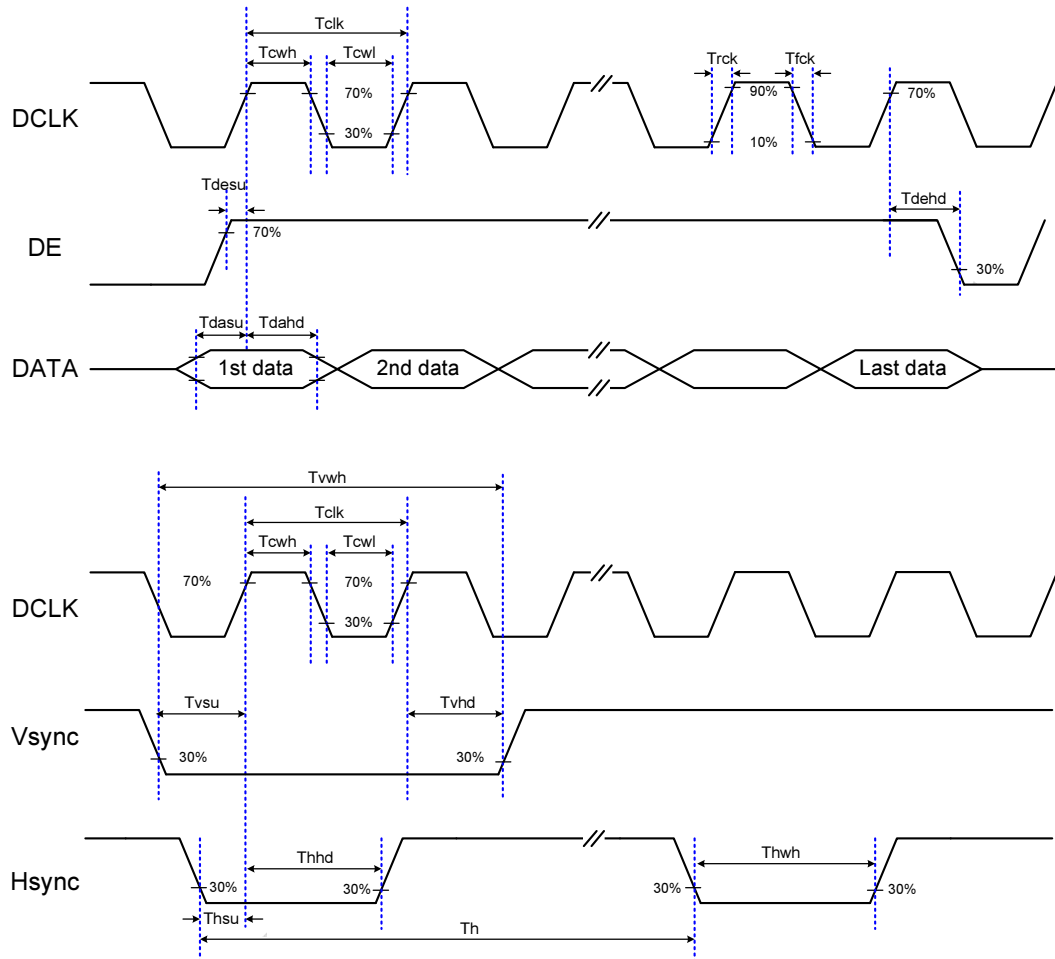 Tclk
Tcwh
Tcwl
Trck
Tfck
DCLK
70%
90%
70%
30%
10%
Tdesu
Tdehd
DE
70%
30%
Tdasu
Tdahd
DATA
1st data
2nd data
Last data
Tvwh
Tclk
Tcwh
Tcwl
DCLK
70%
70%
30%
Tvsu
Tvhd
Vsync
30%
30%
Thhd
Thwh
Hsync
30%
30%
30%
30%
Thsu
Th